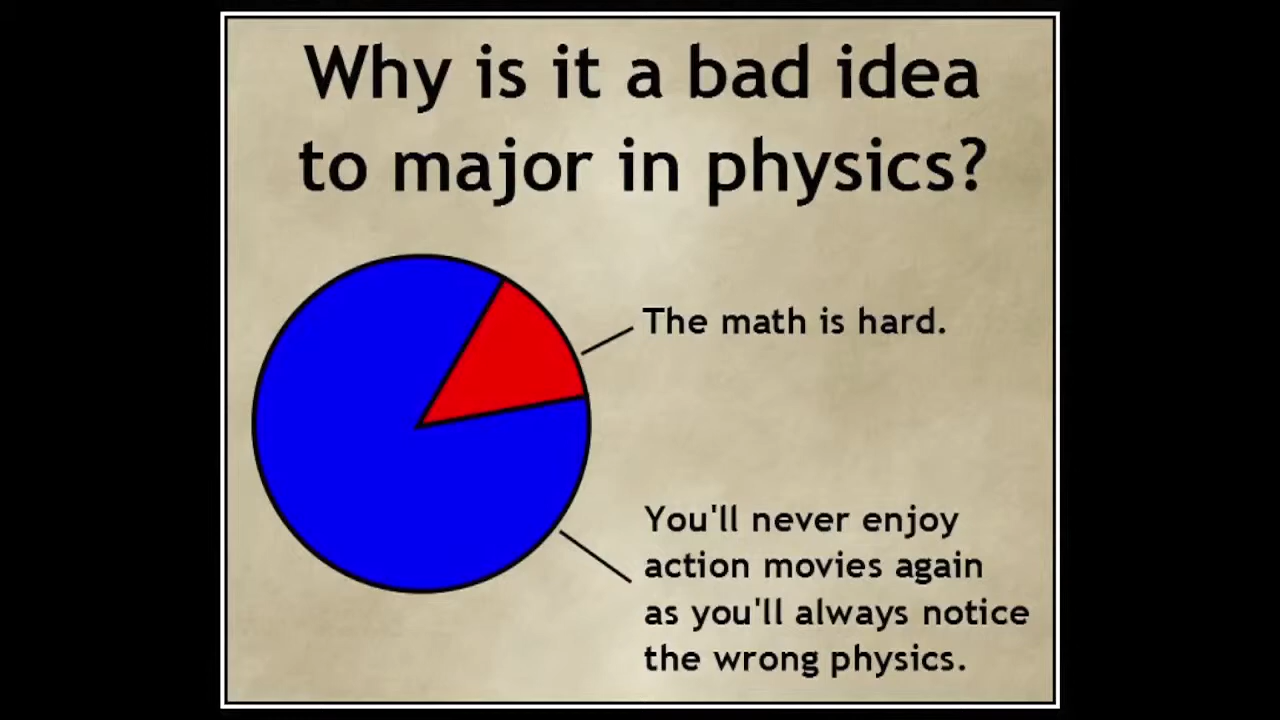 Why is it a bad idea
to major in physics?
The math is hard.
You'll never enjoy
action movies again
as you'll always notice
the wrong physics.